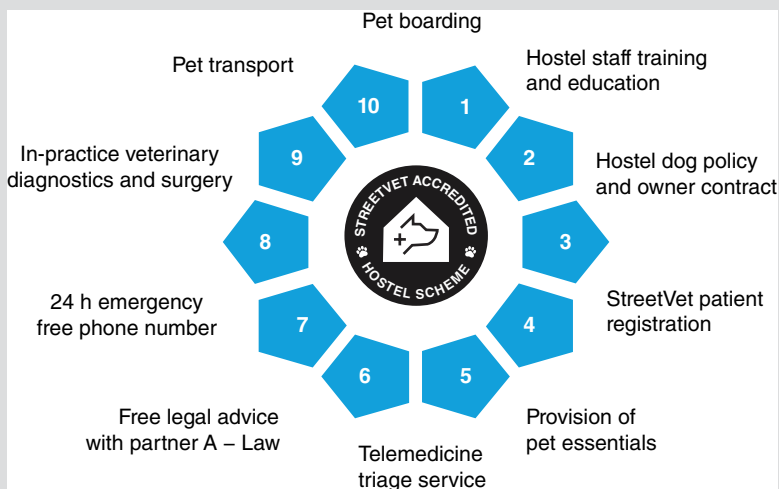 Pet boarding
Hostel staff training
and education
Pet transport
10
1
In-practice veterinary
diagnostics and surgery
9
2
Hostel dog policy
and owner contract
STREETVET ACCREDITED
HOSTEL SCHEME
8
3
24 h emergency
free phone number
7
4
StreetVet patient
registration
6
5
Free legal advice
with partner A – Law
Telemedicine
triage service
Provision of
pet essentials